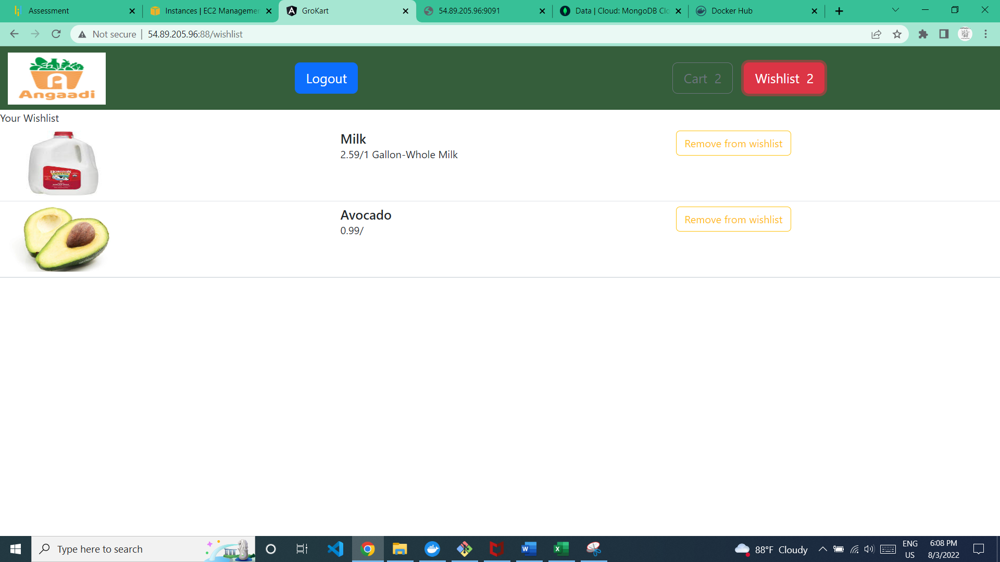 Assessment
Instances | EC2 Managemen
GroKart
54.89.205.96:9091
Data | Cloud: MongoDB Clo
Docker Hub
Not secure | 54.89.205.96:88/wishlist
Angaadi
Logout
Cart 2
Wishlist 2
Your Wishlist
HORIZON
ORGANIC
Milk
2.59/1 Gallon-Whole Milk
Remove from wishlist
Avocado
0.99/
Remove from wishlist
Type here to search
88°F Cloudy
ENG
US
6:08 PM
8/3/2022